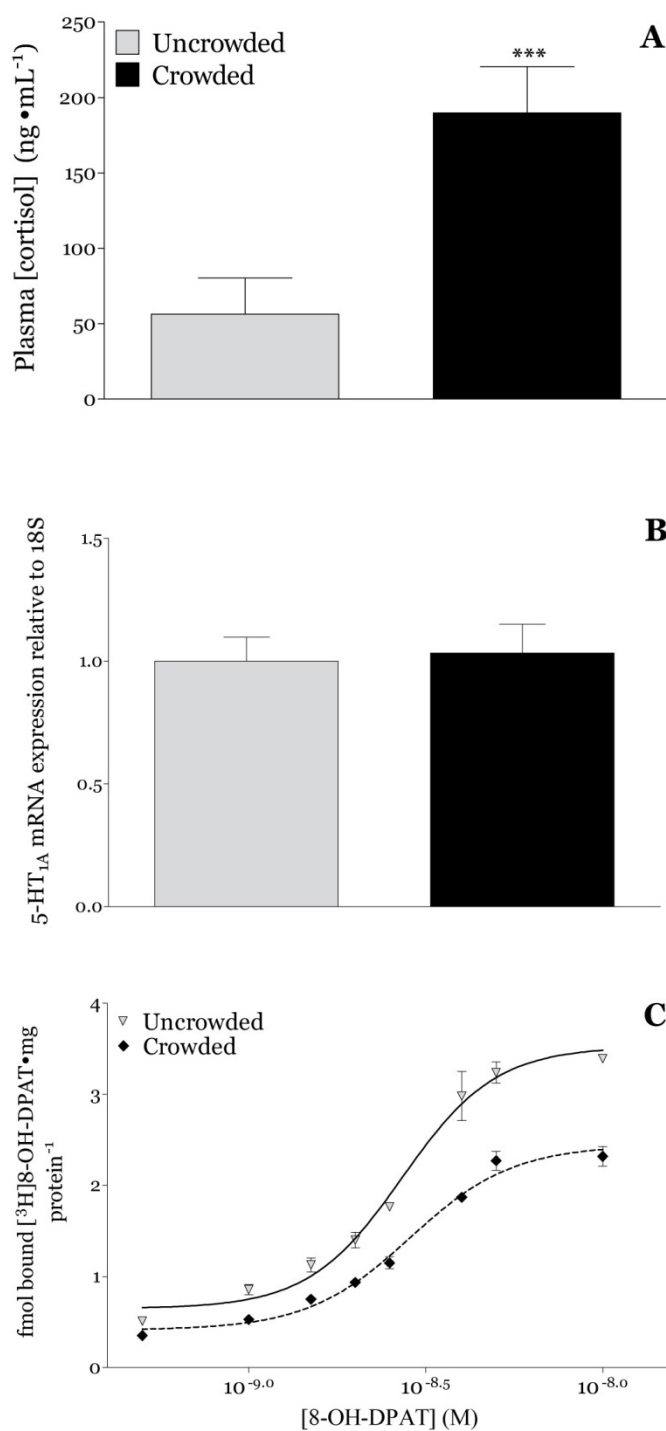 A
Uncrowded
Crowded
***
Plasma [cortisol] (ng •mL⁻¹)
250
200
150
100
50
0
B
5-HT₁ₐ mRNA expression relative to 18S
1.5
1.0
0.5
0.0
C
Uncrowded
Crowded
fmol bound [³H]8-OH-DPAT•mg
protein⁻¹
4
3
2
1
0
10⁻⁹·⁰ 10⁻⁸·⁵ 10⁻⁸·⁰
[8-OH-DPAT] (M)